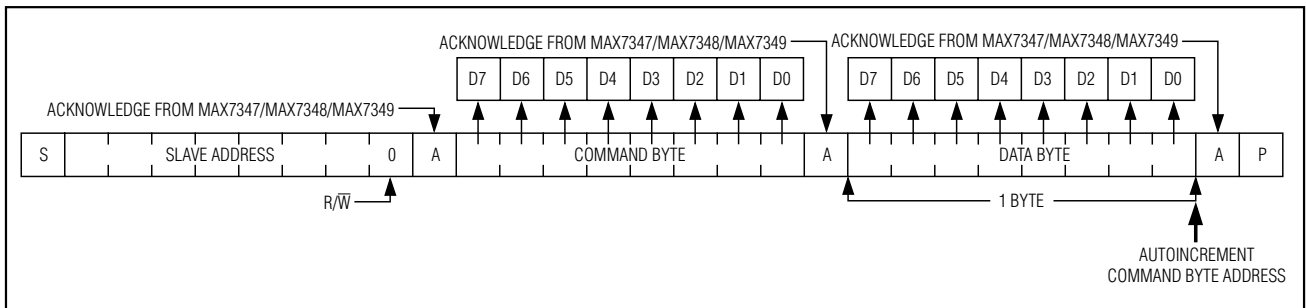 ACKNOWLEDGE FROM MAX7347/MAX7348/MAX7349 ACKNOWLEDGE FROM MAX7347/MAX7348/MAX7349
D7 D6 D5 D4 D3 D2 D1 D0 D7 D6 D5 D4 D3 D2 D1 D0
ACKNOWLEDGE FROM MAX7347/MAX7348/MAX7349
S SLAVE ADDRESS 0 A COMMAND BYTE A DATA BYTE A P
R/W̅ 1 BYTE
AUTOINCREMENT
COMMAND BYTE ADDRESS